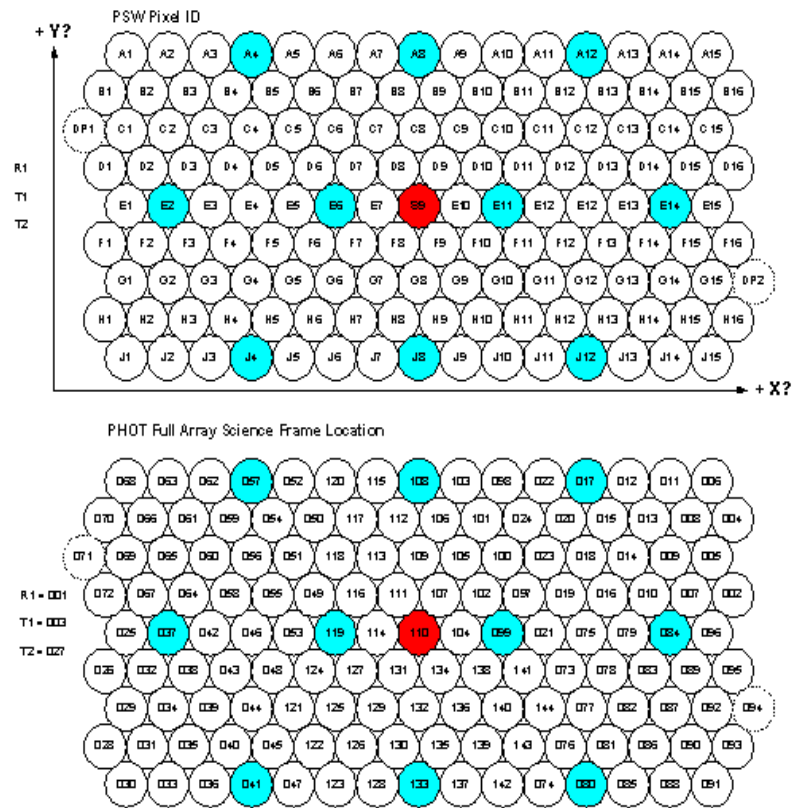 PSW Pixel ID
+ Y?
A1 A2 A3 A4 A5 A6 A7 A8 A9 A10 A11 A12 A13 A14 A15
B1 B2 B3 B4 B5 B6 B7 B8 B9 B10 B11 B12 B13 B14 B15 B16
DP1 C1 C2 C3 C4 C5 C6 C7 C8 C9 C10 C11 C12 C13 C14 C15
R1 D1 D2 D3 D4 D5 D6 D7 D8 D9 D10 D11 D12 D13 D14 D15 D16
T1 E1 E2 E3 E4 E5 E6 E7 E10 E11 E12 E12 E13 E14 E15
T2 F1 F2 F3 F4 F5 F6 F7 F8 F9 F10 F11 F12 F13 F14 F15 F16
G1 G2 G3 G4 G5 G6 G7 G8 G9 G10 G11 G12 G13 G14 G15 DP2
H1 H2 H3 H4 H5 H6 H7 H8 H9 H10 H11 H12 H13 H14 H15 H16
J1 J2 J3 J4 J5 J6 J7 J8 J9 J10 J11 J12 J13 J14 J15
+ X?
PHOT Full Array Science Frame Location
068 063 062 057 052 120 115 108 103 098 022 017 012 011 006
070 066 061 059 054 050 117 112 106 101 024 020 015 013 008 004
071 069 065 060 056 051 118 113 109 105 100 023 018 014 009 005
R1 = 001 072 067 064 058 055 049 116 111 107 102 097 019 016 010 007 002
T1 = 003 025 037 042 046 053 119 114 110 104 099 021 075 079 084 096
T2 = 027 026 032 038 043 048 124 127 131 134 138 141 073 078 083 089 095
029 034 039 044 121 125 129 132 136 140 144 077 082 087 092 094
028 031 035 040 045 122 126 130 135 139 143 076 081 086 090 093
030 033 036 041 047 123 128 133 137 142 074 080 085 088 091